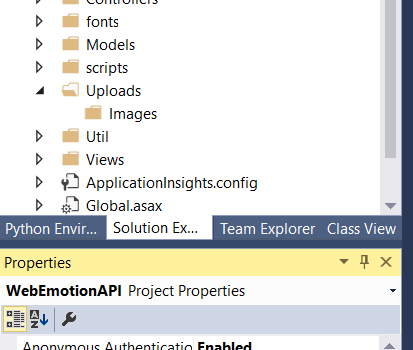 Controllers
fonts
Models
scripts
Uploads
Images
Util
Views
ApplicationInsights.config
Global.asax
Python Envir... Solution Ex... Team Explorer Class View
Properties
WebEmotionAPI Project Properties
Anonymous Authenticatio Enabled